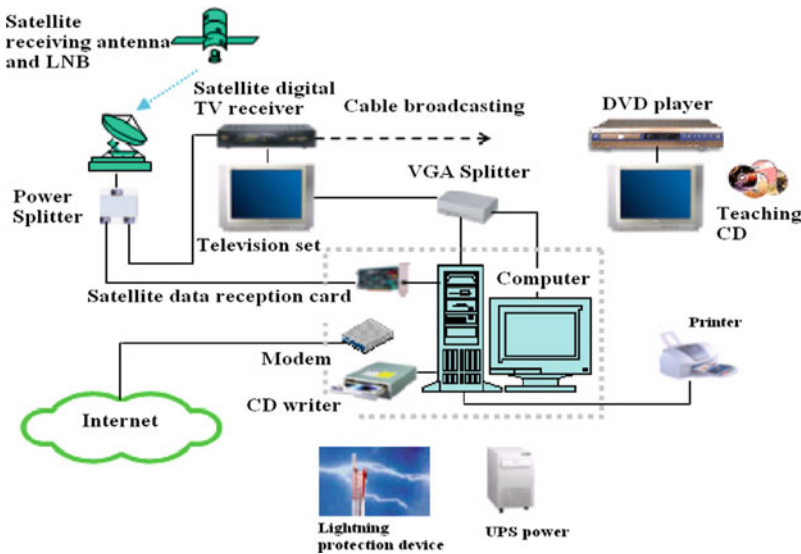 Satellite
receiving antenna
and LNB
Satellite digital
TV receiver
Cable broadcasting
DVD player
VGA Splitter
Power
Splitter
Television set
Teaching
CD
Satellite data reception card
Computer
Printer
Modem
CD writer
Internet
Lightning
protection device
UPS power